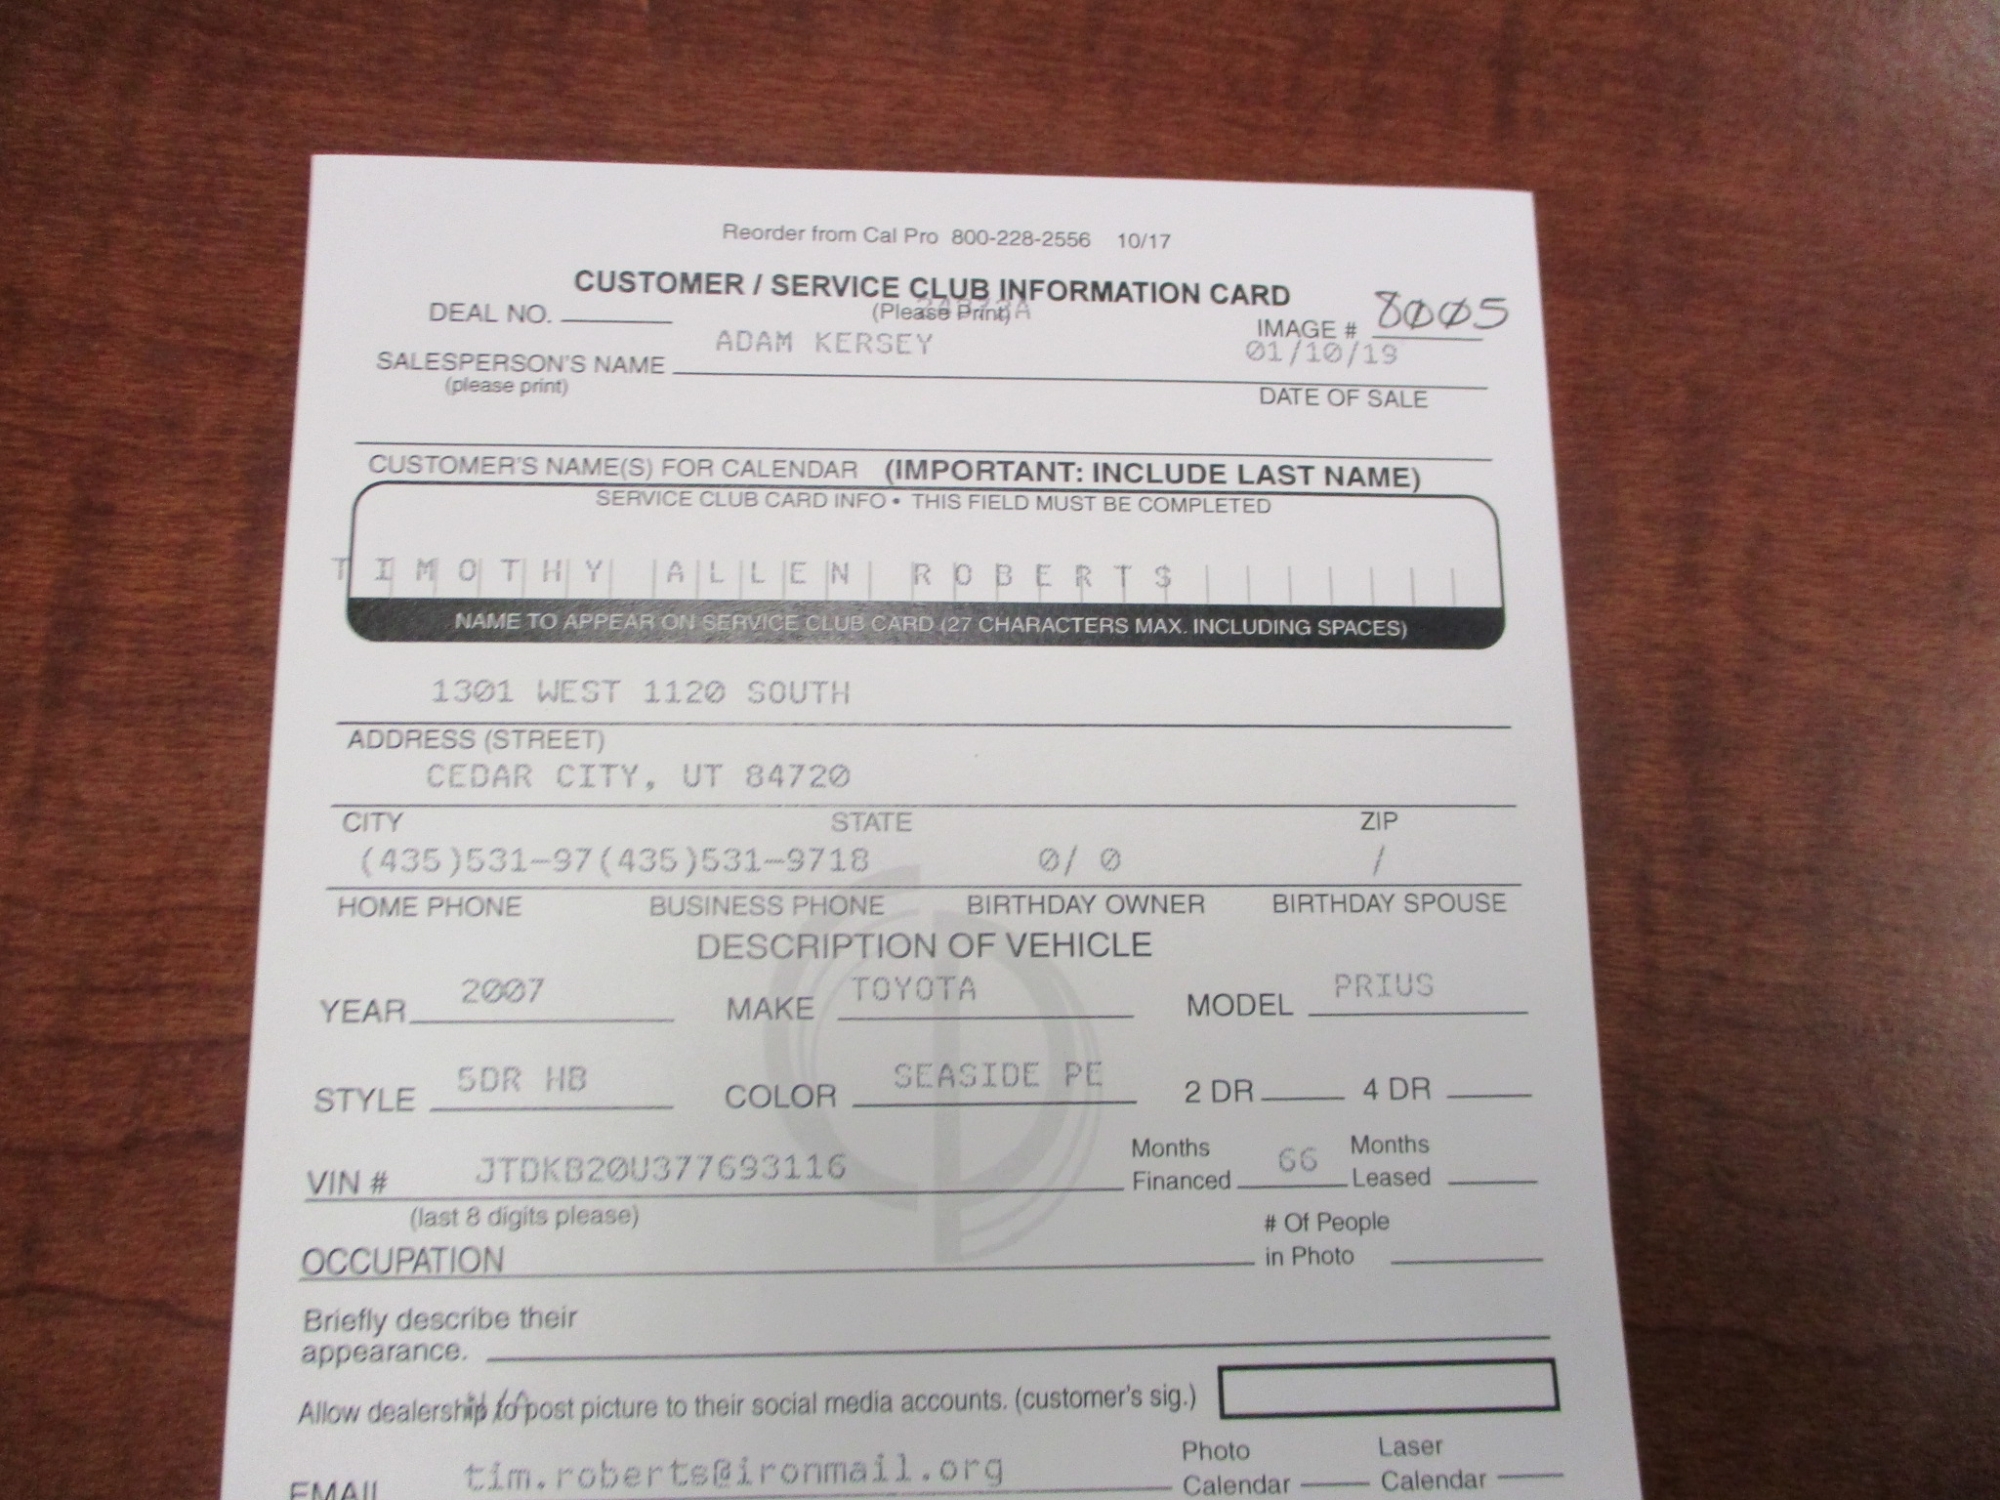 Reorder from Cal Pro 800-228-2556 10/17
CUSTOMER / SERVICE CLUB INFORMATION CARD
(Please Print)
DEAL NO.
IMAGE # 8005
ADAM KERSEY
01/10/19
SALESPERSON'S NAME
(please print)
DATE OF SALE
CUSTOMER'S NAME(S) FOR CALENDAR (IMPORTANT: INCLUDE LAST NAME)
SERVICE CLUB CARD INFO • THIS FIELD MUST BE COMPLETED
TIMOTHY ALLEN ROBERTS
NAME TO APPEAR ON SERVICE CLUB CARD (27 CHARACTERS MAX. INCLUDING SPACES)
1301 WEST 1120 SOUTH
ADDRESS (STREET)
CEDAR CITY, UT 84720
CITY STATE ZIP
(435)531-97(435)531-9718 0/ 0 /
HOME PHONE BUSINESS PHONE BIRTHDAY OWNER BIRTHDAY SPOUSE
DESCRIPTION OF VEHICLE
YEAR 2007 MAKE TOYOTA MODEL PRIUS
STYLE 5DR HB COLOR SEASIDE PE 2 DR 4 DR
VIN # JTDKB20U377693116 Months Financed 66 Months Leased
(last 8 digits please)
OCCUPATION # Of People in Photo
Briefly describe their
appearance.
Allow dealership to post picture to their social media accounts. (customer's sig.)
EMAIL tim.roberts@ironmail.org Photo Calendar Laser Calendar